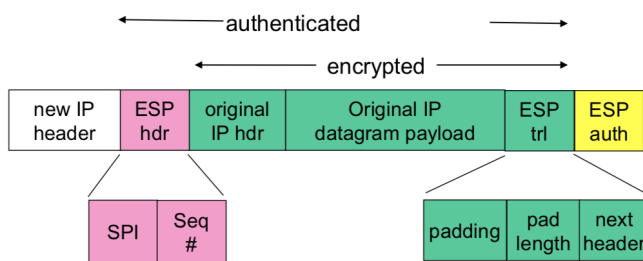 authenticated
encrypted
new IP
header
ESP
hdr
original
IP hdr
Original IP
datagram payload
ESP
trl
ESP
auth
SPI
Seq
#
padding
pad
length
next
header